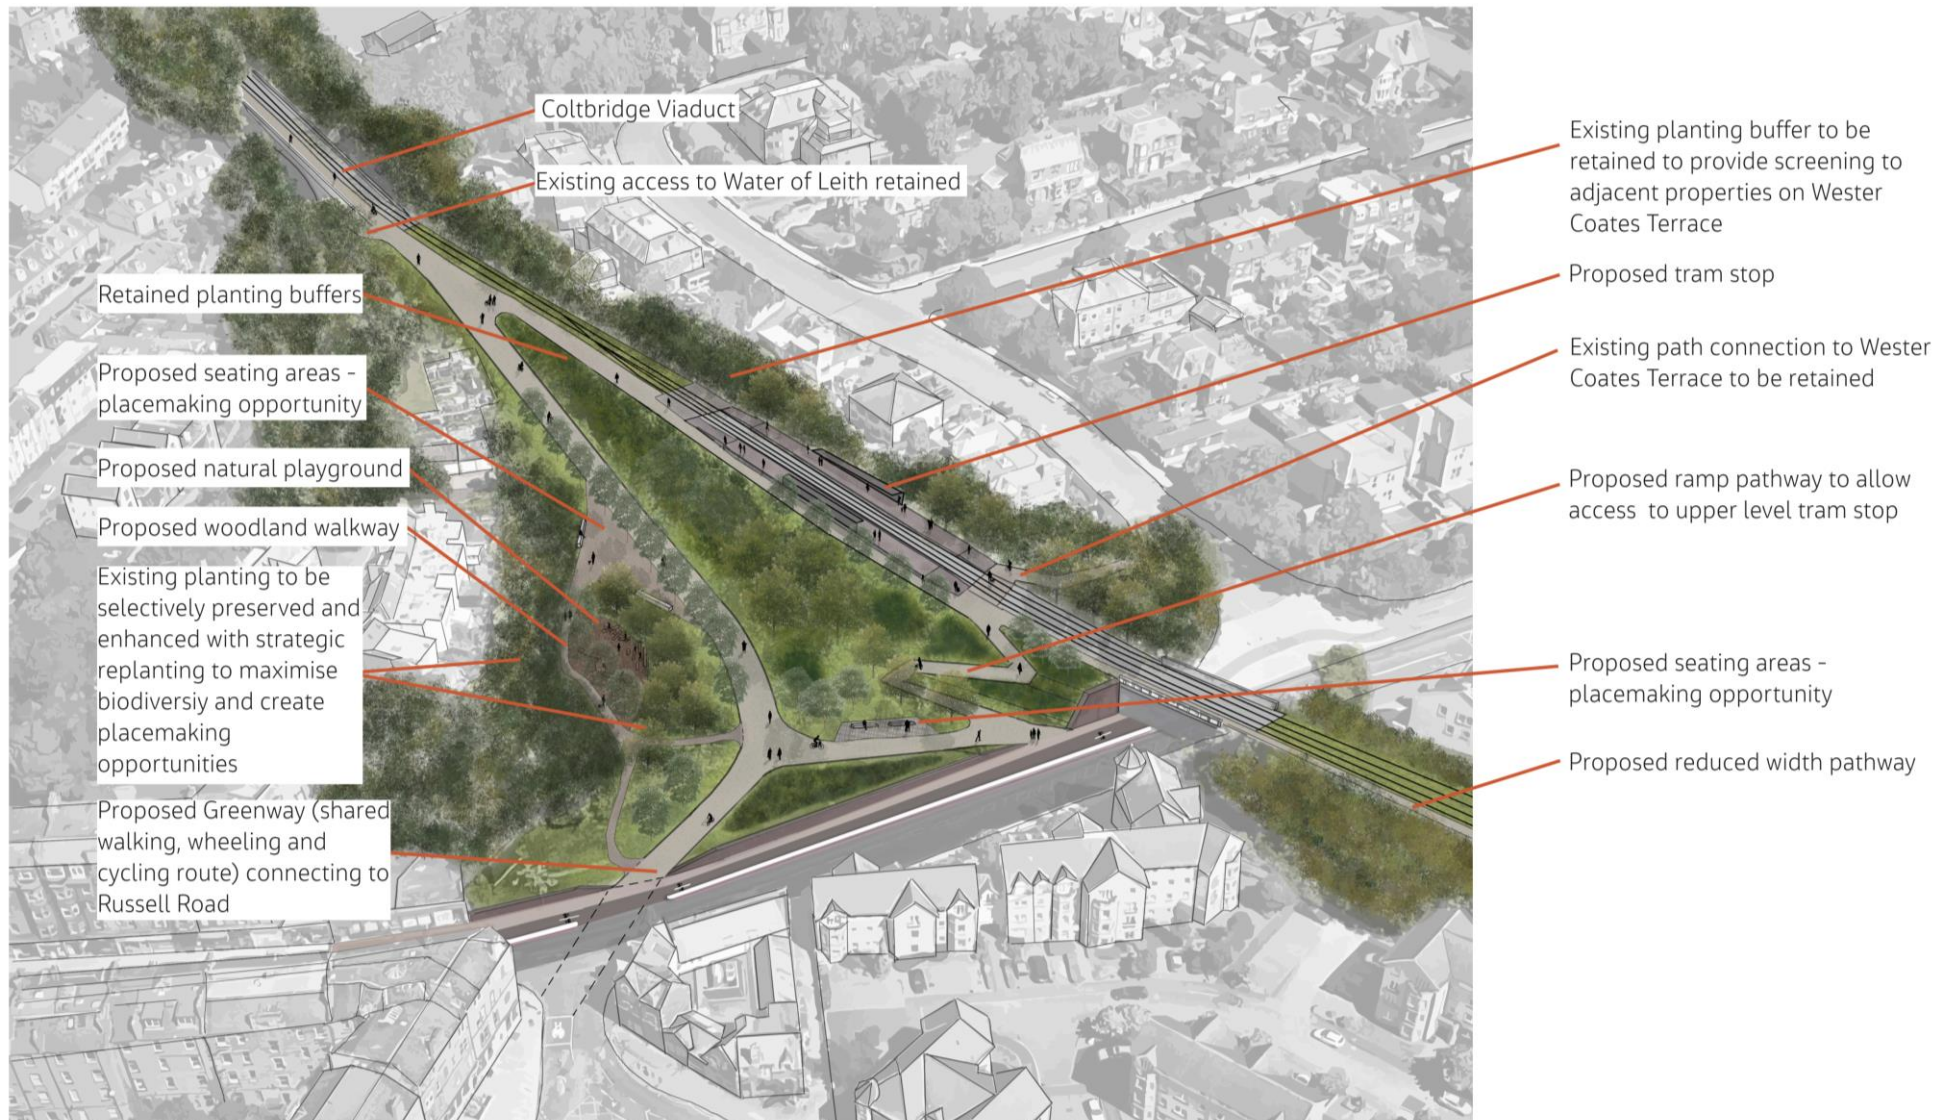 Coltbridge Viaduct
Existing access to Water of Leith retained
Retained planting buffers
Proposed seating areas -
placemaking opportunity
Proposed natural playground
Proposed woodland walkway
Existing planting to be
selectively preserved and
enhanced with strategic
replanting to maximise
biodiversiy and create
placemaking
opportunities
Proposed Greenway (shared
walking, wheeling and
cycling route) connecting to
Russell Road
Existing planting buffer to be
retained to provide screening to
adjacent properties on Wester
Coates Terrace
Proposed tram stop
Existing path connection to Wester
Coates Terrace to be retained
Proposed ramp pathway to allow
access to upper level tram stop
Proposed seating areas -
placemaking opportunity
Proposed reduced width pathway